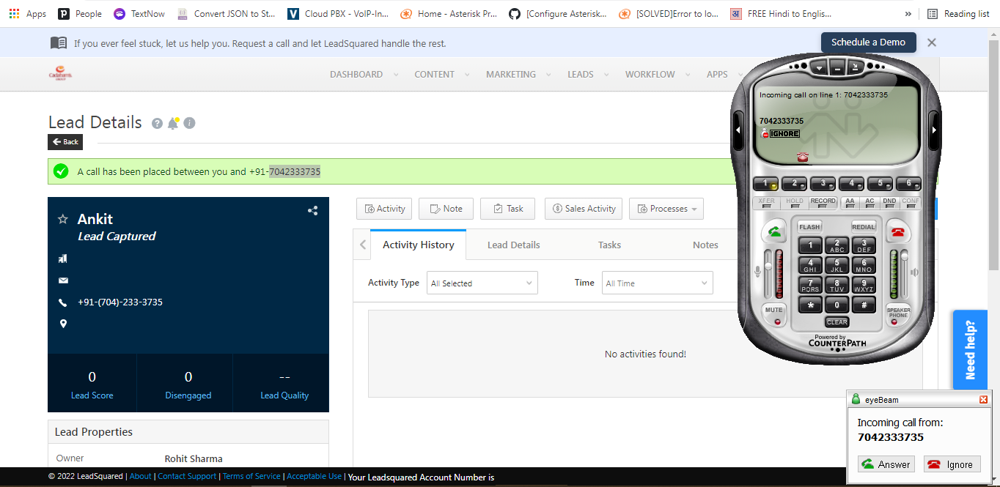 Apps People TextNow Convert JSON to St... Cloud PBX - VoIP-In... Home - Asterisk Pr... [Configure Asterisk... [SOLVED]Error to lo... अ FREE Hindi to Englis... » Reading list
If you ever feel stuck, let us help you. Request a call and let LeadSquared handle the rest. Schedule a Demo
Cadabams
GROUP
DASHBOARD CONTENT MARKETING LEADS WORKFLOW APPS
Lead Details
Back
A call has been placed between you and +91-7042333735
Ankit
Lead Captured
+91-(704)-233-3735
0 0 --
Lead Score Disengaged Lead Quality
Lead Properties
Owner Rohit Sharma
Activity Note Task Sales Activity Processes
Activity History Lead Details Tasks Notes
Activity Type All Selected Time All Time
No activities found!
Incoming call on line 1: 7042333735
7042333735
IGNORE
1 2 3 4 5 6
XFER HOLD RECORD AA AC DND CONF
FLASH REDIAL
1 2 ABC 3 DEF
4 GHI 5 JKL 6 MNO
7 PQRS 8 TUV 9 WXYZ
* 0 #
MUTE SPEAKER PHONE
CLEAR
Powered by
COUNTERPATH
Need help?
eyeBeam
Incoming call from:
7042333735
Answer Ignore
© 2022 LeadSquared | About | Contact Support | Terms of Service | Acceptable Use | Your Leadsquared Account Number is